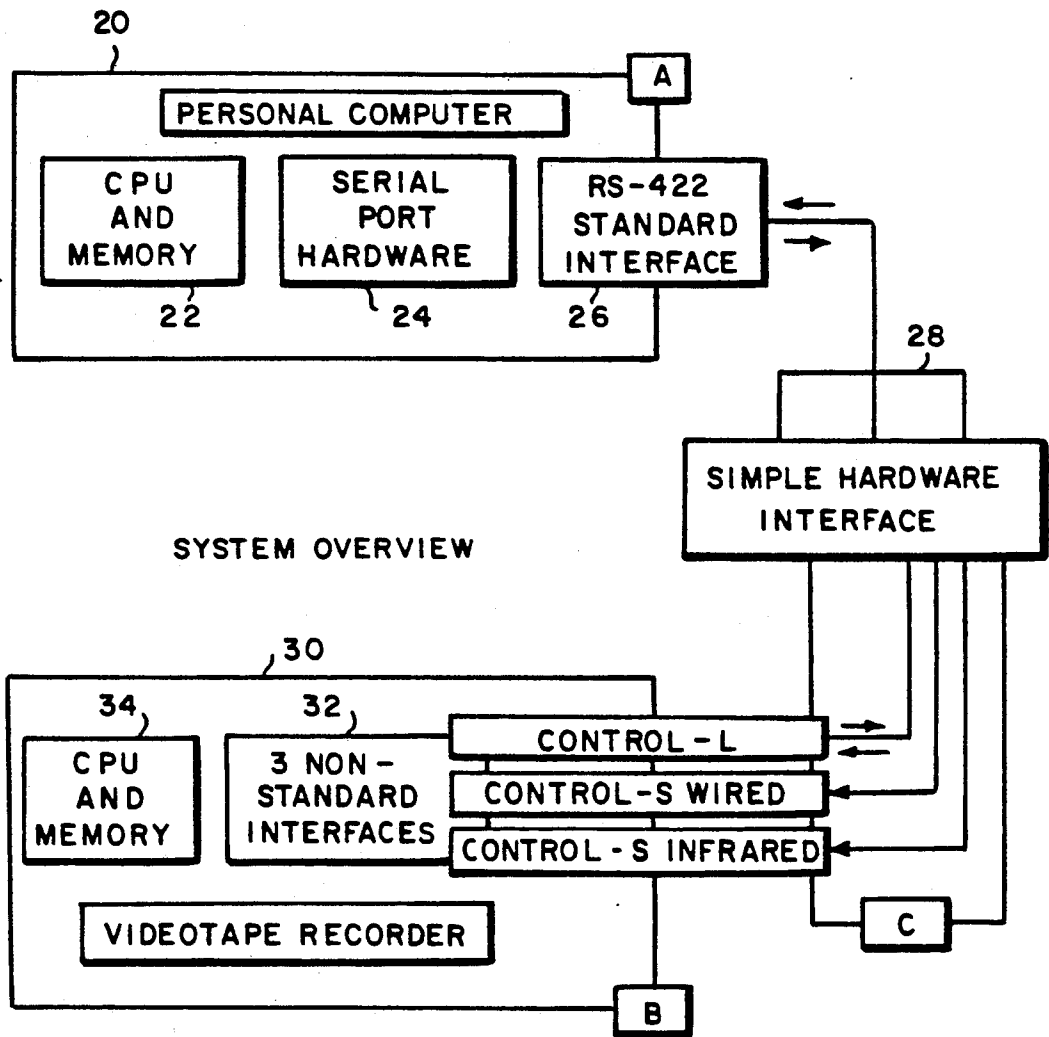 20
A
PERSONAL COMPUTER
CPU
AND
MEMORY
22
SERIAL
PORT
HARDWARE
24
RS-422
STANDARD
INTERFACE
26
28
SIMPLE HARDWARE
INTERFACE
SYSTEM OVERVIEW
30
34
CPU
AND
MEMORY
32
3 NON-
STANDARD
INTERFACES
CONTROL-L
CONTROL-S WIRED
CONTROL-S INFRARED
VIDEOTAPE RECORDER
C
B